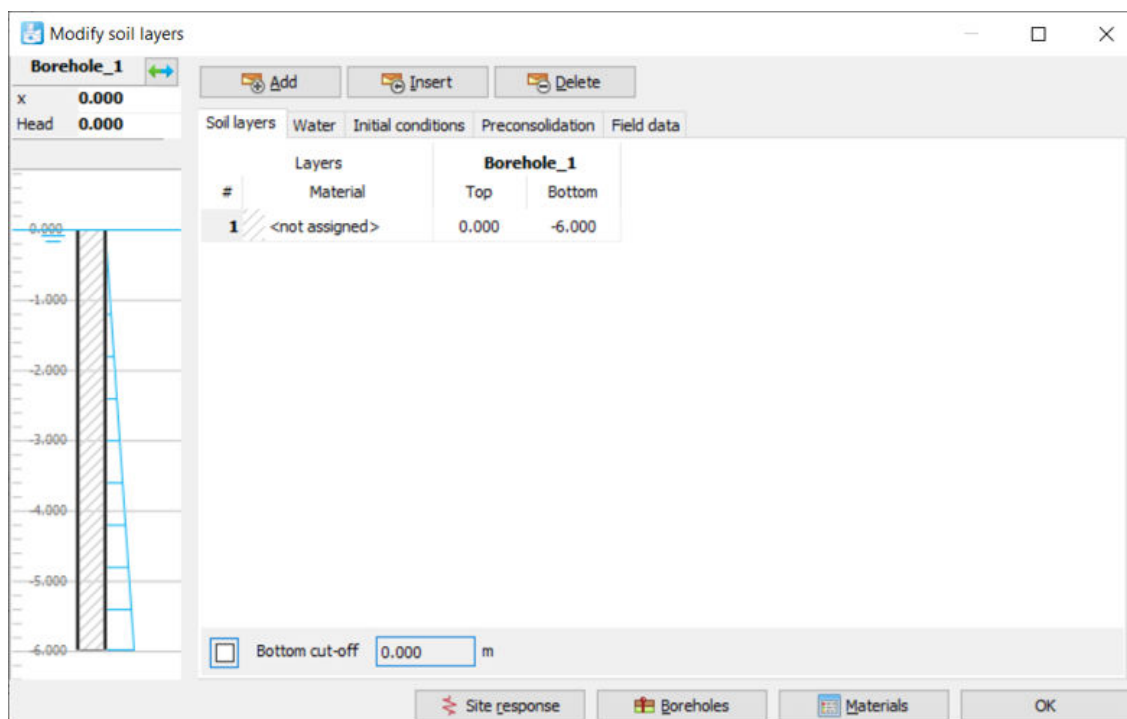 Modify soil layers
Borehole_1
x 0.000
Head 0.000
Add Insert Delete
Soil layers Water Initial conditions Preconsolidation Field data
Layers Borehole_1
# Material Top Bottom
1 <not assigned> 0.000 -6.000
0.000
-1.000
-2.000
-3.000
-4.000
-5.000
-6.000
Bottom cut-off 0.000 m
Site response Boreholes Materials OK